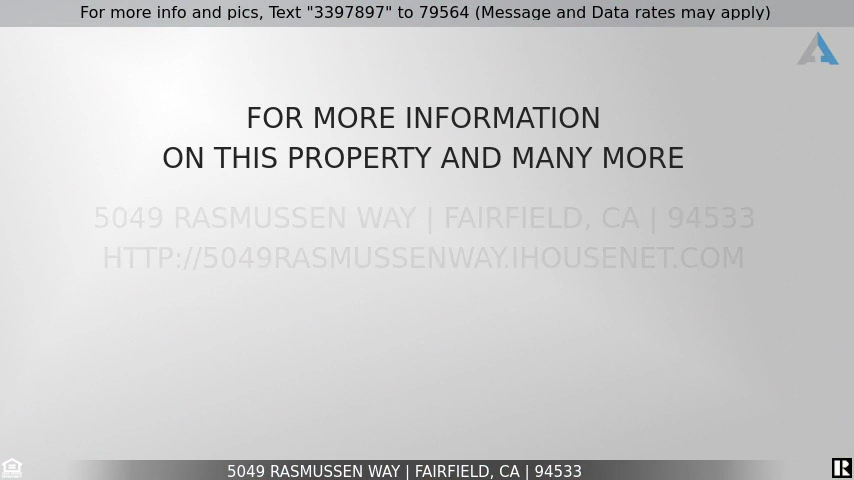 For more info and pics, Text "3397897" to 79564 (Message and Data rates may apply)
FOR MORE INFORMATION
ON THIS PROPERTY AND MANY MORE
5049 RASMUSSEN WAY | FAIRFIELD, CA | 94533
HTTP://5049RASMUSSENWAY.IHOUSENET.COM
5049 RASMUSSEN WAY | FAIRFIELD, CA | 94533